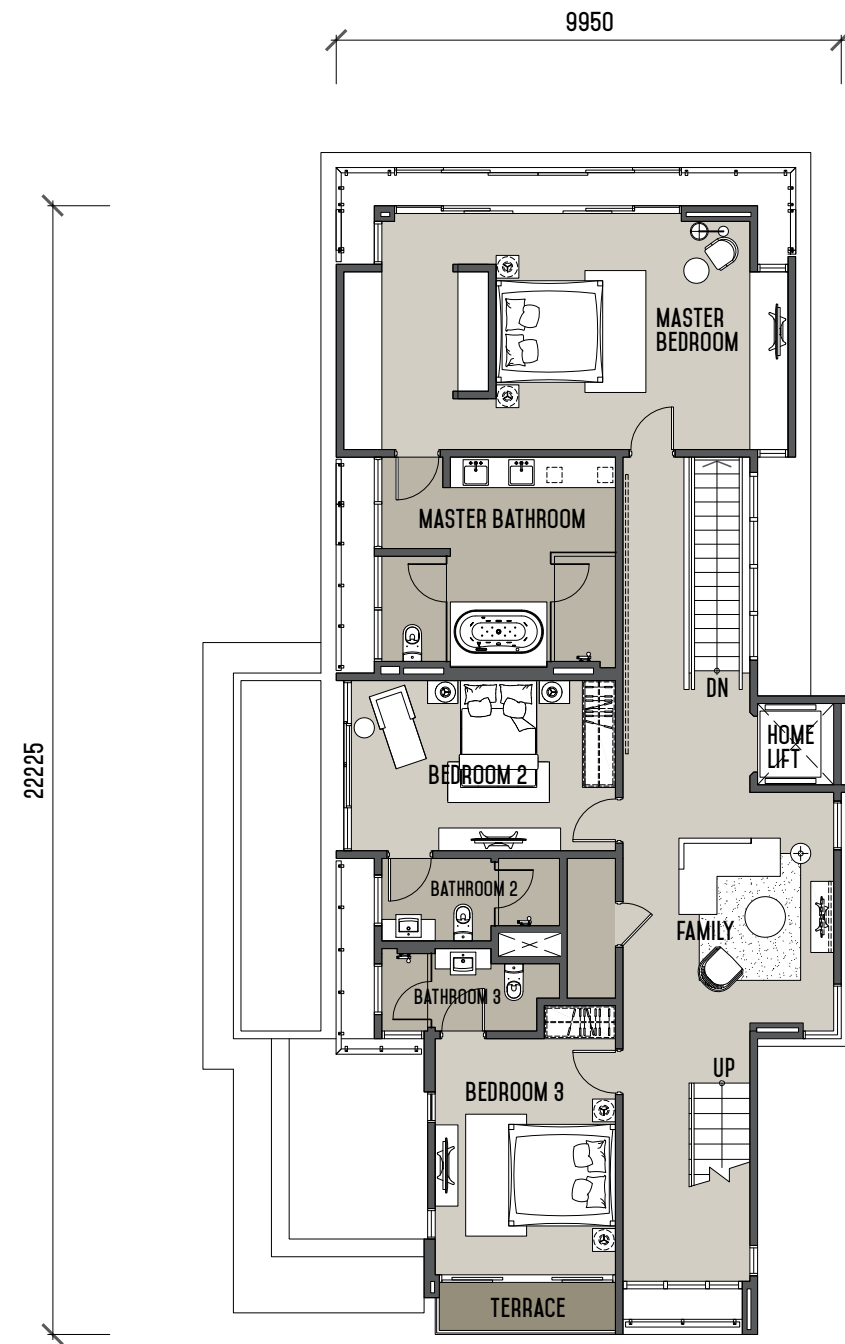 9950
22225
MASTER
BEDROOM
MASTER BATHROOM
DN
HOME
LIFT
BEDROOM 2
BATHROOM 2
FAMILY
BATHROOM 3
UP
BEDROOM 3
TERRACE